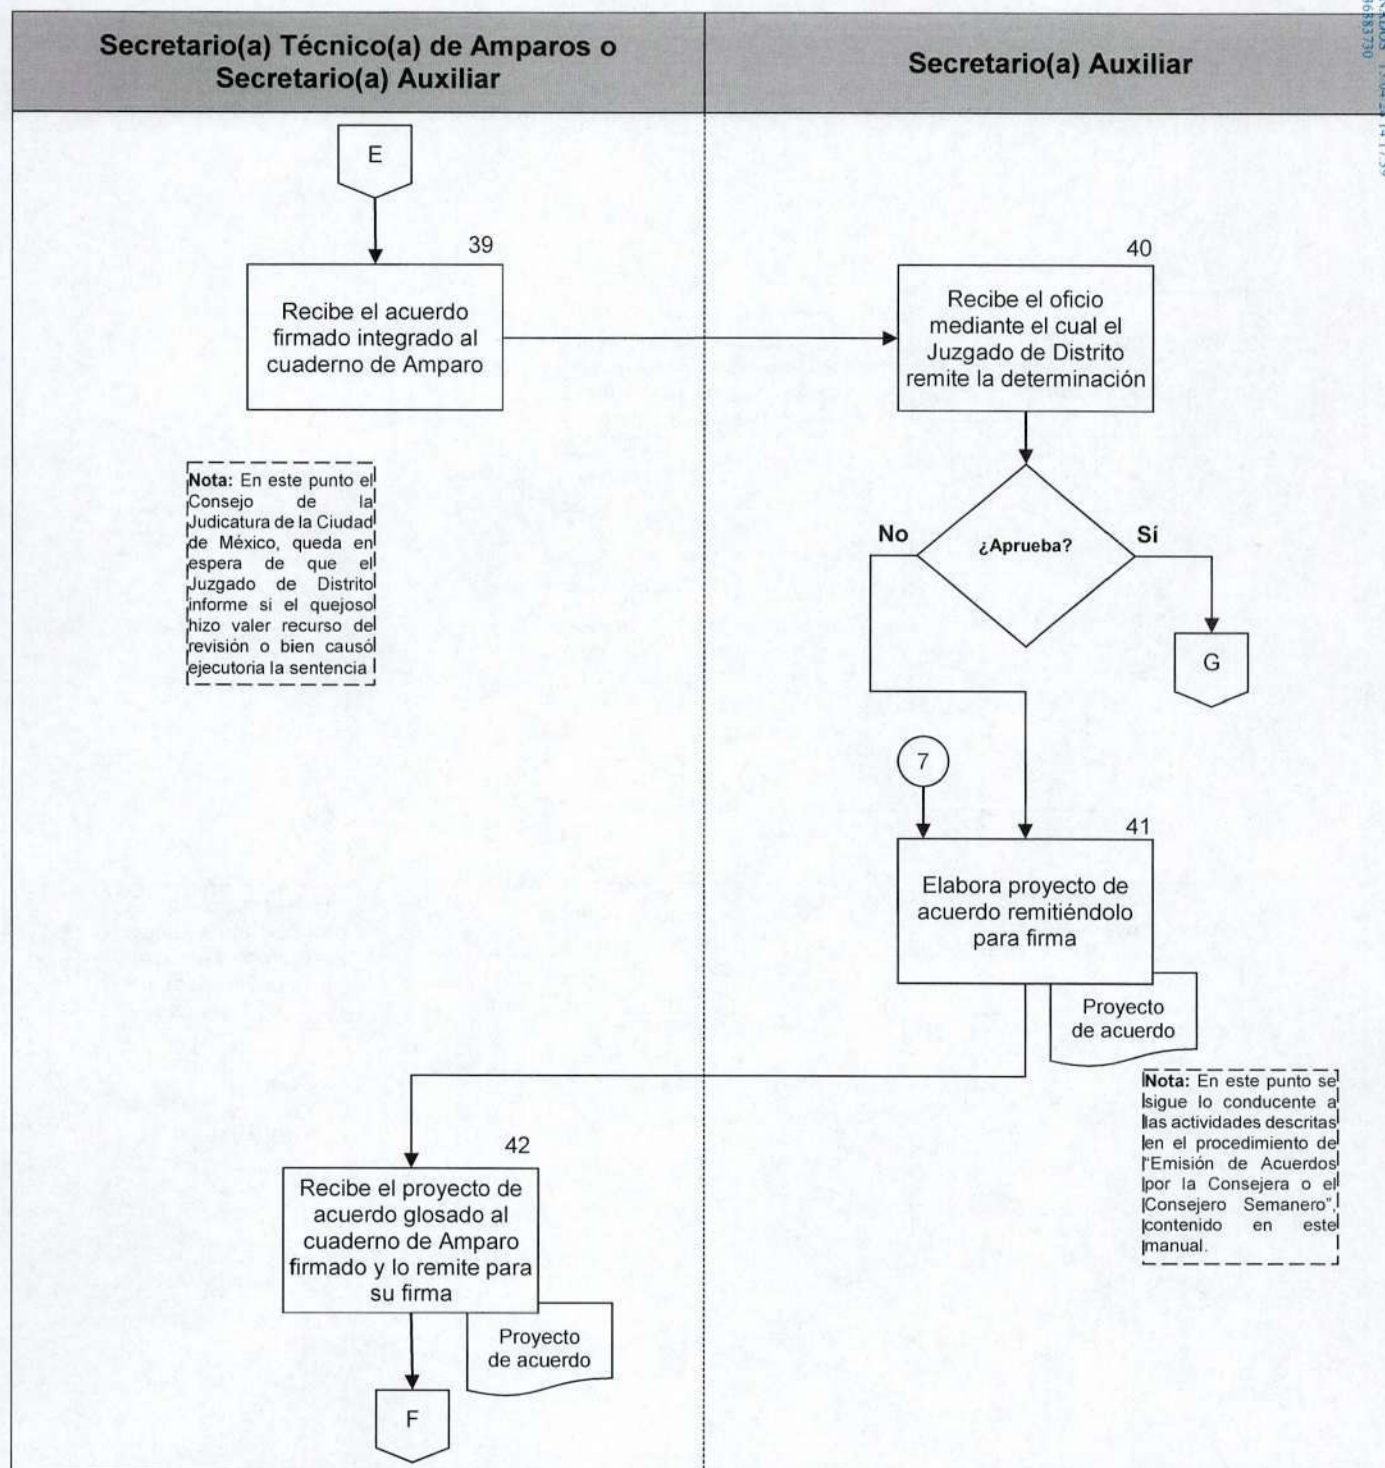 Secretario(a) Técnico(a) de Amparos o
Secretario(a) Auxiliar
Secretario(a) Auxiliar
E
39
Recibe el acuerdo
firmado integrado al
cuaderno de Amparo
Nota: En este punto el
Consejo de la
Judicatura de la Ciudad
de México, queda en
espera de que el
Juzgado de Distrito
informe si el quejoso
hizo valer recurso de
revisión o bien causó
ejecutoria la sentencia
40
Recibe el oficio
mediante el cual el
Juzgado de Distrito
remite la determinación
No
¿Aprueba?
Sí
G
7
41
Elabora proyecto de
acuerdo remitiéndolo
para firma
Proyecto
de acuerdo
Nota: En este punto se
sigue lo conducente a
las actividades descritas
en el procedimiento de
“Emisión de Acuerdos
por la Consejera o el
Consejero Semanero”,
contenido en este
manual.
42
Recibe el proyecto de
acuerdo glosado al
cuaderno de Amparo
firmado y lo remite para
su firma
Proyecto
de acuerdo
F